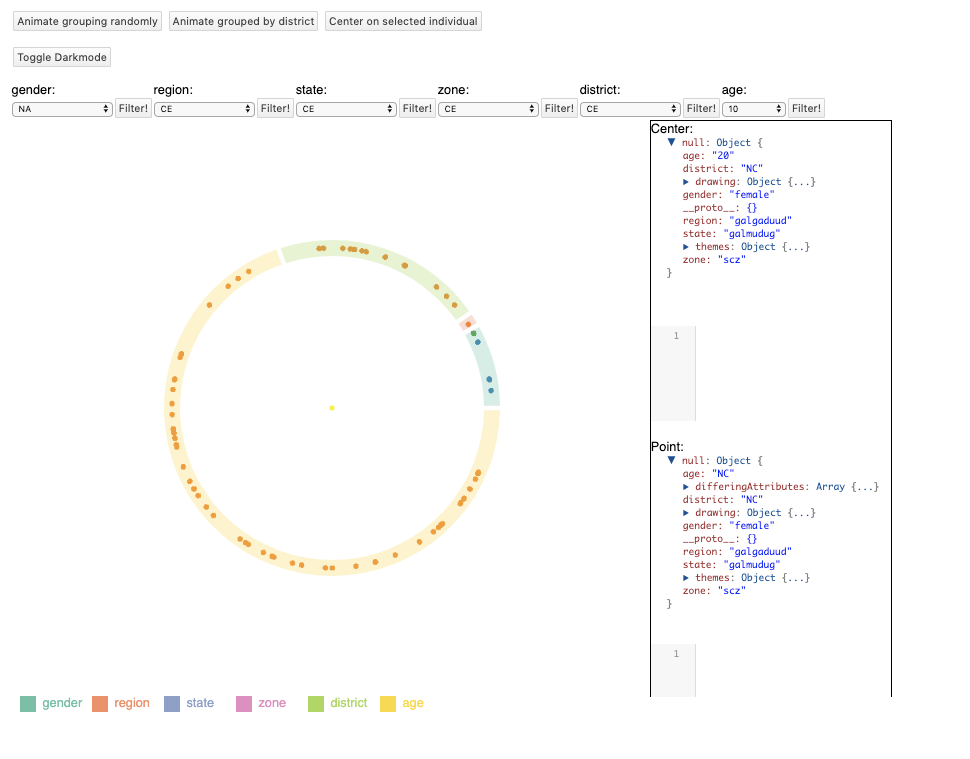 Animate grouping randomly Animate grouped by district Center on selected individual
Toggle Darkmode
gender: region: state: zone: district: age:
NA Filter! CE Filter! CE Filter! CE Filter! CE Filter! 10 Filter!
Center:
▼ null: Object {
age: "20"
district: "NC"
▶ drawing: Object {...}
gender: "female"
__proto__: {}
region: "galgaduud"
state: "galmudug"
▶ themes: Object {...}
zone: "scz"
}
1
Point:
▼ null: Object {
age: "NC"
▶ differingAttributes: Array {...}
district: "NC"
▶ drawing: Object {...}
gender: "female"
__proto__: {}
region: "galgaduud"
state: "galmudug"
▶ themes: Object {...}
zone: "scz"
}
1
gender region state zone district age